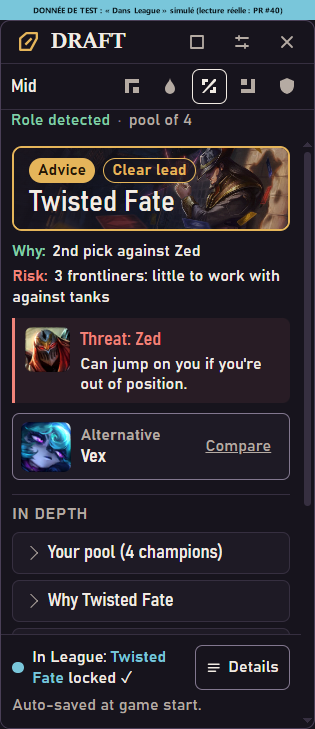 DONNÉE DE TEST : « Dans League » simulé (lecture réelle : PR #40)
DRAFT
Mid
Role detected · pool of 4
Advice
Clear lead
Twisted Fate
Why: 2nd pick against Zed
Risk: 3 frontliners: little to work with
against tanks
Threat: Zed
Can jump on you if you're
out of position.
Alternative
Vex
Compare
IN DEPTH
Your pool (4 champions)
Why Twisted Fate
In League: Twisted
Fate locked ✓
Details
Auto-saved at game start.